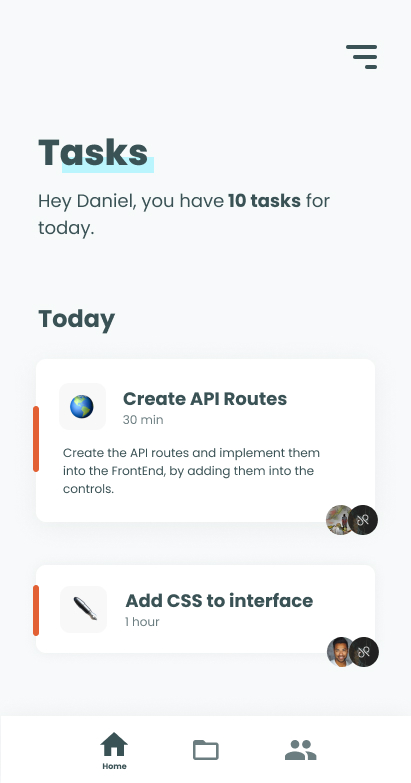 Tasks
Hey Daniel, you have 10 tasks for
today.
Today
Create API Routes
30 min
Create the API routes and implement them
into the FrontEnd, by adding them into the
controls.
Add CSS to interface
1 hour
Home